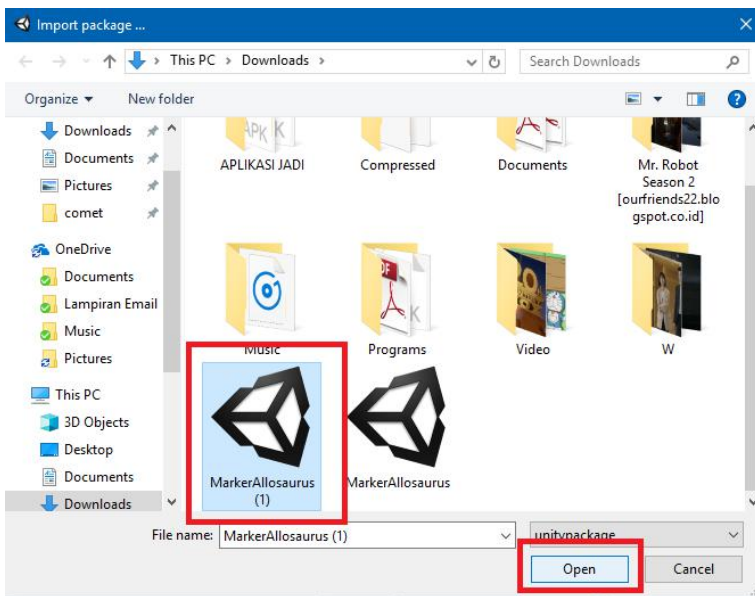 Import package ...
This PC > Downloads >
Search Downloads
Organize
New folder
Downloads
Documents
Pictures
comet
OneDrive
Documents
Lampiran Email
Music
Pictures
This PC
3D Objects
Desktop
Documents
Downloads
APK K
APLIKASI JADI
Compressed
Documents
Mr. Robot
Season 2
[ourfriends22.blo
gspot.co.id]
Music
PDF
K
Programs
Video
W
MarkerAllosaurus
(1)
MarkerAllosaurus
File name:
MarkerAllosaurus (1)
unitypackage
Open
Cancel